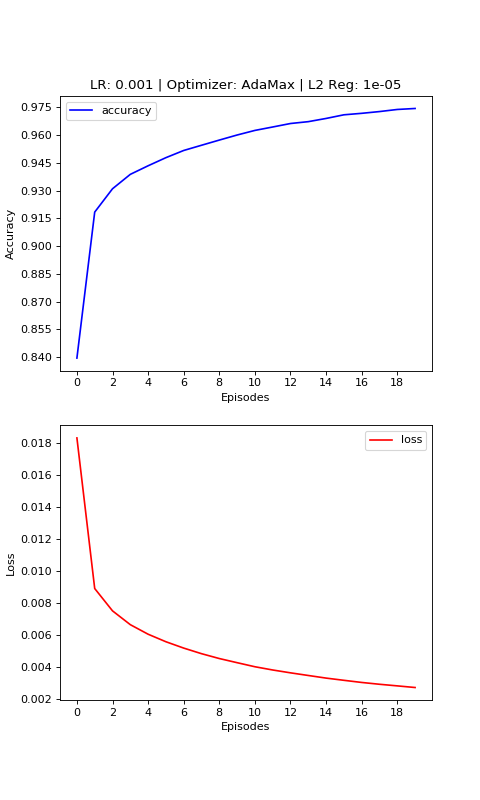 LR: 0.001 | Optimizer: AdaMax | L2 Reg: 1e-05
accuracy
0.975
0.960
0.945
0.930
0.915
0.900
0.885
0.870
0.855
0.840
Accuracy
0 2 4 6 8 10 12 14 16 18
Episodes
loss
0.018
0.016
0.014
0.012
0.010
0.008
0.006
0.004
0.002
Loss
0 2 4 6 8 10 12 14 16 18
Episodes